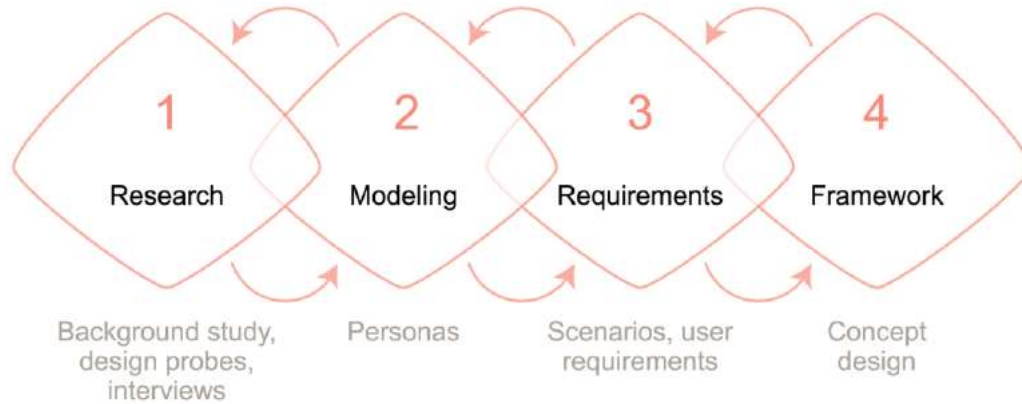 1
2
3
4
Research
Modeling
Requirements
Framework
Background study,
design probes,
interviews
Personas
Scenarios, user
requirements
Concept
design